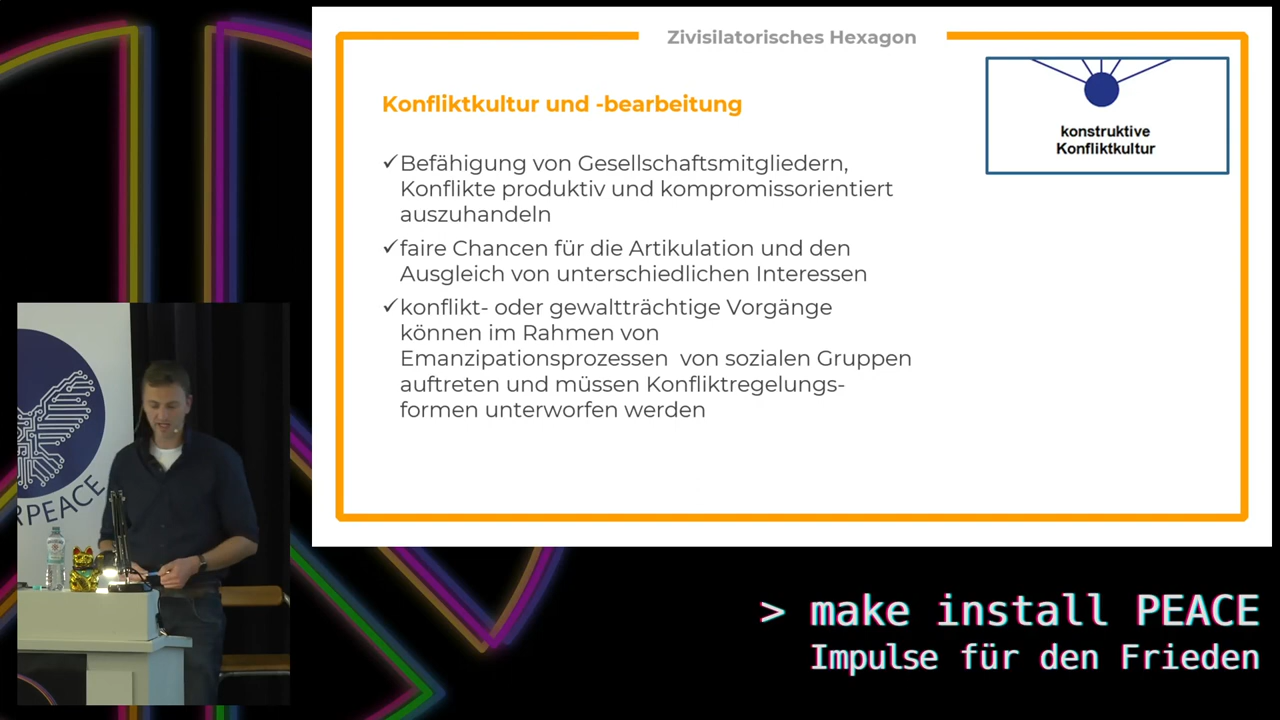 Zivisilatorisches Hexagon
Konfliktkultur und -bearbeitung
konstruktive
Konfliktkultur
✓Befähigung von Gesellschaftsmitgliedern,
Konflikte produktiv und kompromissorientiert
auszuhandeln
✓faire Chancen für die Artikulation und den
Ausgleich von unterschiedlichen Interessen
✓konflikt- oder gewaltträchtige Vorgänge
können im Rahmen von
Emanzipationsprozessen von sozialen Gruppen
auftreten und müssen Konfliktregelungs-
formen unterworfen werden
RPEACE
> make install PEACE
Impulse für den Frieden